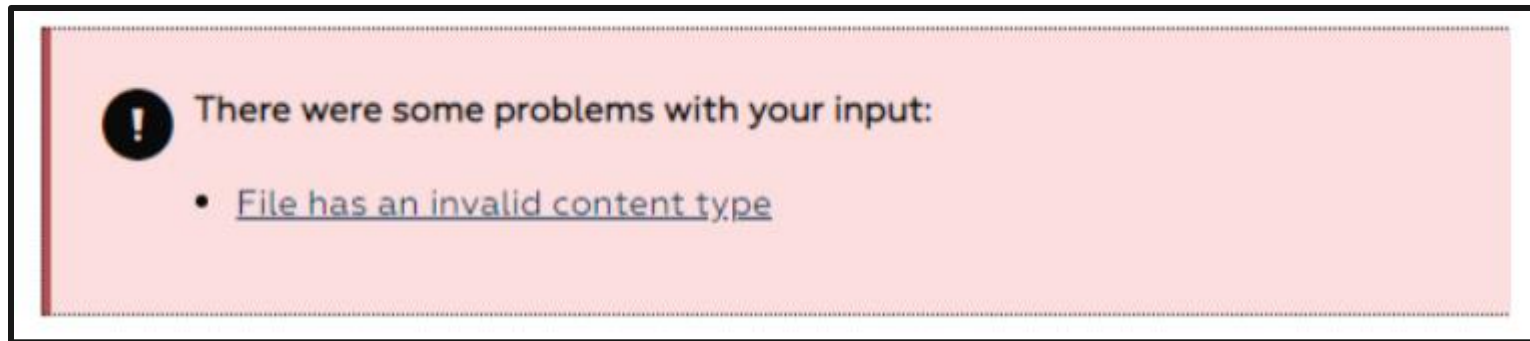 There were some problems with your input:
• File has an invalid content type